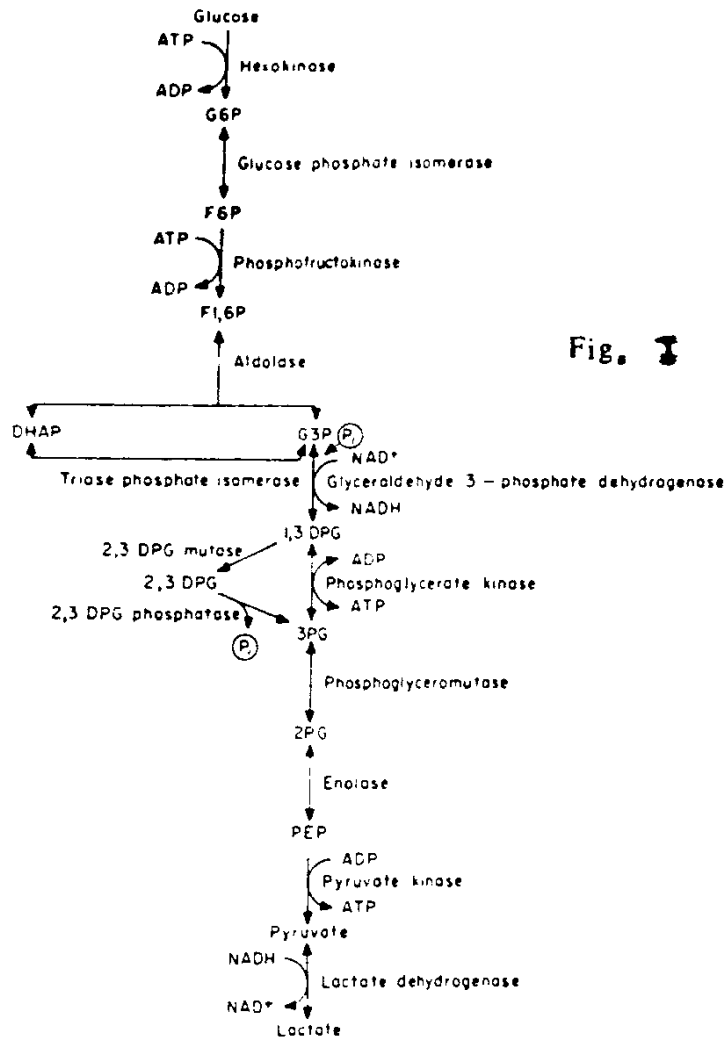 Glucose
ATP
Hexokinase
ADP
G6P
Glucose phosphate isomerase
F6P
ATP
Phosphofructokinase
ADP
F1,6P
Aldolase
Fig. I
DHAP
G3P
Pi
NAD+
Triase phosphate isomerase
Glyceraldehyde 3 – phosphate dehydrogenase
NADH
1,3 DPG
2,3 DPG mutase
ADP
2,3 DPG
Phosphoglycerate kinase
2,3 DPG phosphatase
ATP
3PG
Pi
Phosphoglyceromutase
2PG
Enolase
PEP
ADP
Pyruvate kinase
ATP
Pyruvate
NADH
Lactate dehydrogenase
NAD+
Lactate